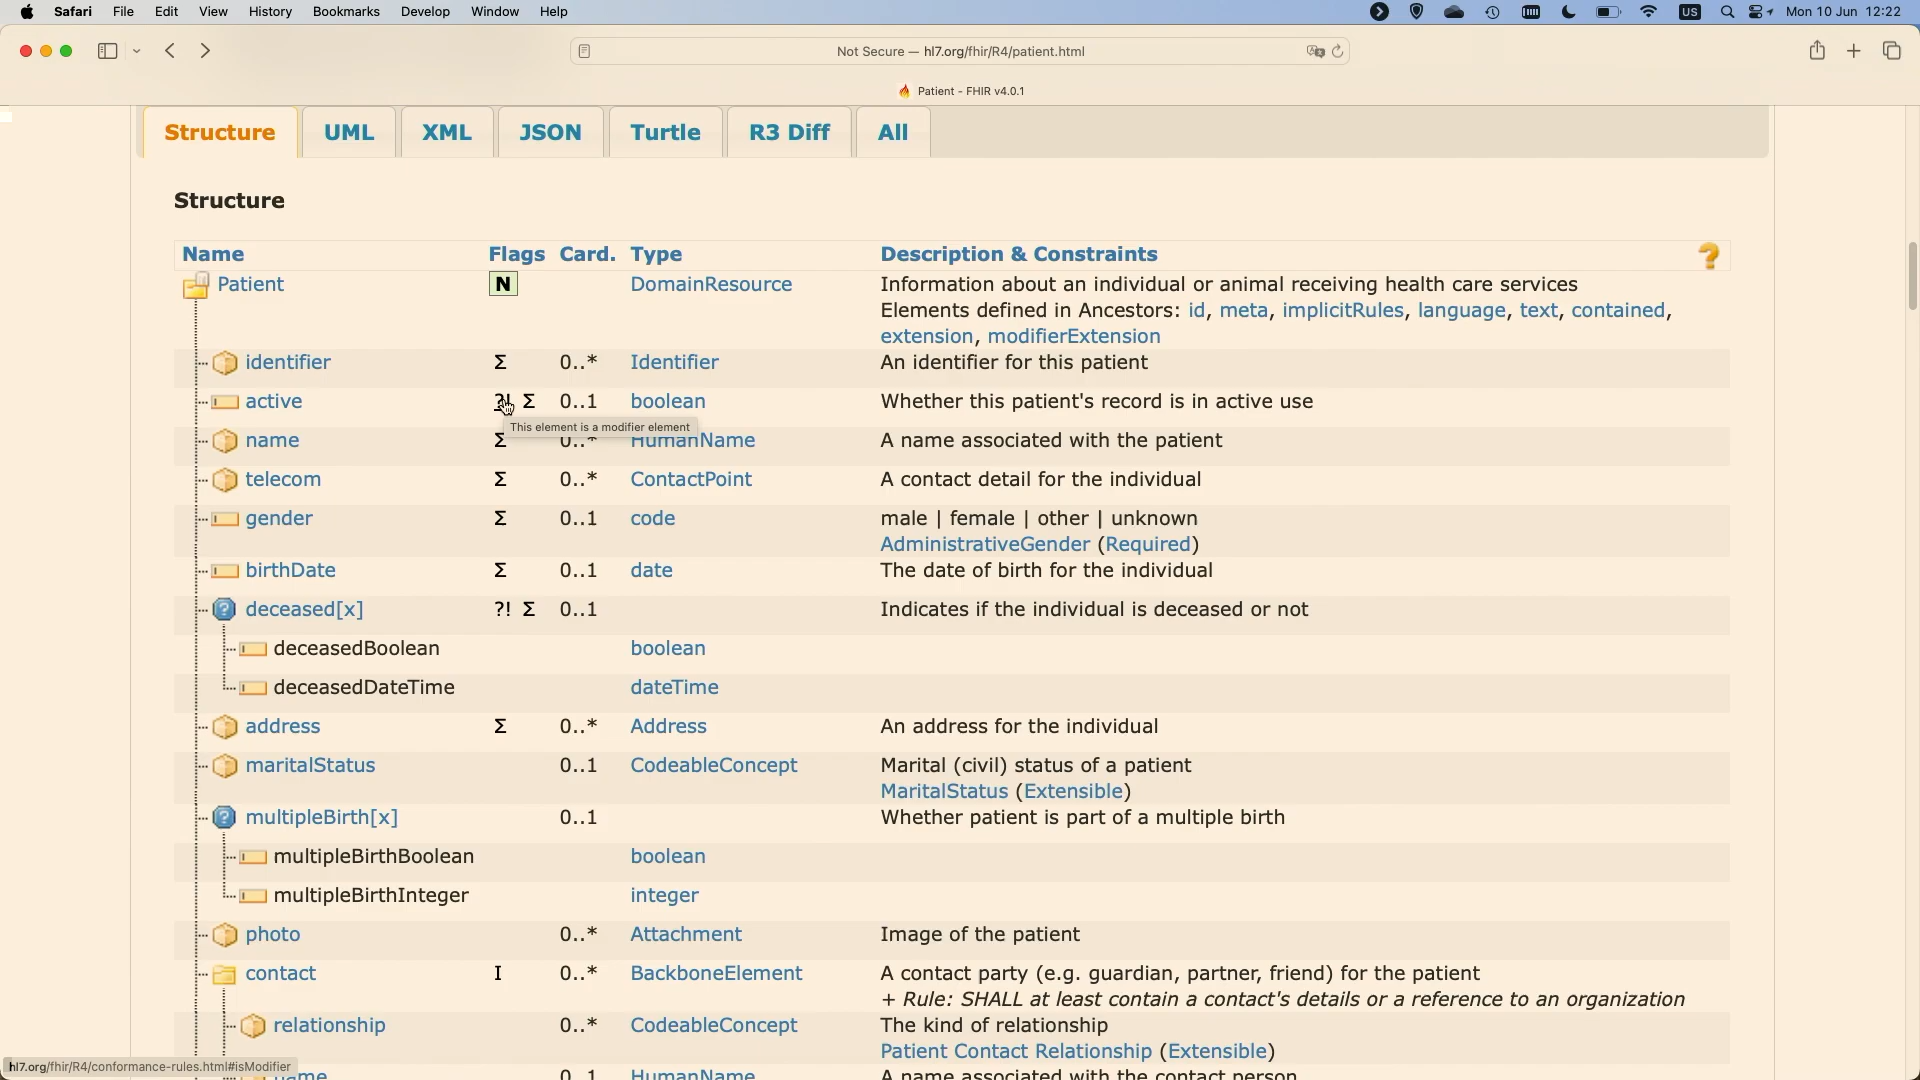 Safari File Edit View History Bookmarks Develop Window Help US Mon 10 Jun 12:22
Not Secure — hl7.org/fhir/R4/patient.html
Patient - FHIR v4.0.1
Structure UML XML JSON Turtle R3 Diff All
Structure
Name Flags Card. Type Description & Constraints
Patient N DomainResource Information about an individual or animal receiving health care services
Elements defined in Ancestors: id, meta, implicitRules, language, text, contained,
extension, modifierExtension
identifier Σ 0..* Identifier An identifier for this patient
active ?! Σ 0..1 boolean Whether this patient's record is in active use
This element is a modifier element
name Σ 0..* HumanName A name associated with the patient
telecom Σ 0..* ContactPoint A contact detail for the individual
gender Σ 0..1 code male | female | other | unknown
AdministrativeGender (Required)
birthDate Σ 0..1 date The date of birth for the individual
deceased[x] ?! Σ 0..1 Indicates if the individual is deceased or not
deceasedBoolean boolean
deceasedDateTime dateTime
address Σ 0..* Address An address for the individual
maritalStatus 0..1 CodeableConcept Marital (civil) status of a patient
MaritalStatus (Extensible)
multipleBirth[x] 0..1 Whether patient is part of a multiple birth
multipleBirthBoolean boolean
multipleBirthInteger integer
photo 0..* Attachment Image of the patient
contact I 0..* BackboneElement A contact party (e.g. guardian, partner, friend) for the patient
+ Rule: SHALL at least contain a contact's details or a reference to an organization
relationship 0..* CodeableConcept The kind of relationship
Patient Contact Relationship (Extensible)
hl7.org/fhir/R4/conformance-rules.html#isModifier
name 0..1 HumanName A name associated with the contact person